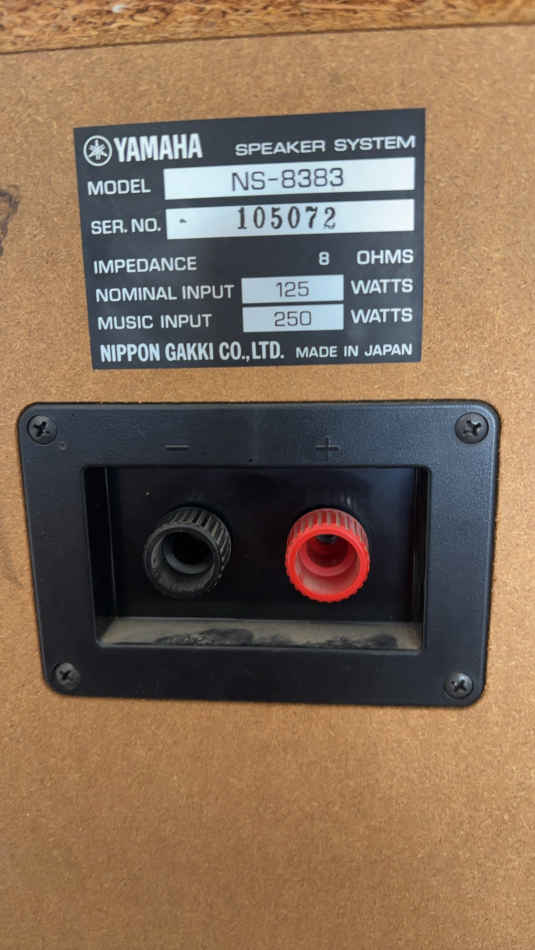 YAMAHA SPEAKER SYSTEM
MODEL NS-8383
SER. NO. 105072
IMPEDANCE 8 OHMS
NOMINAL INPUT 125 WATTS
MUSIC INPUT 250 WATTS
NIPPON GAKKI CO., LTD. MADE IN JAPAN
− +